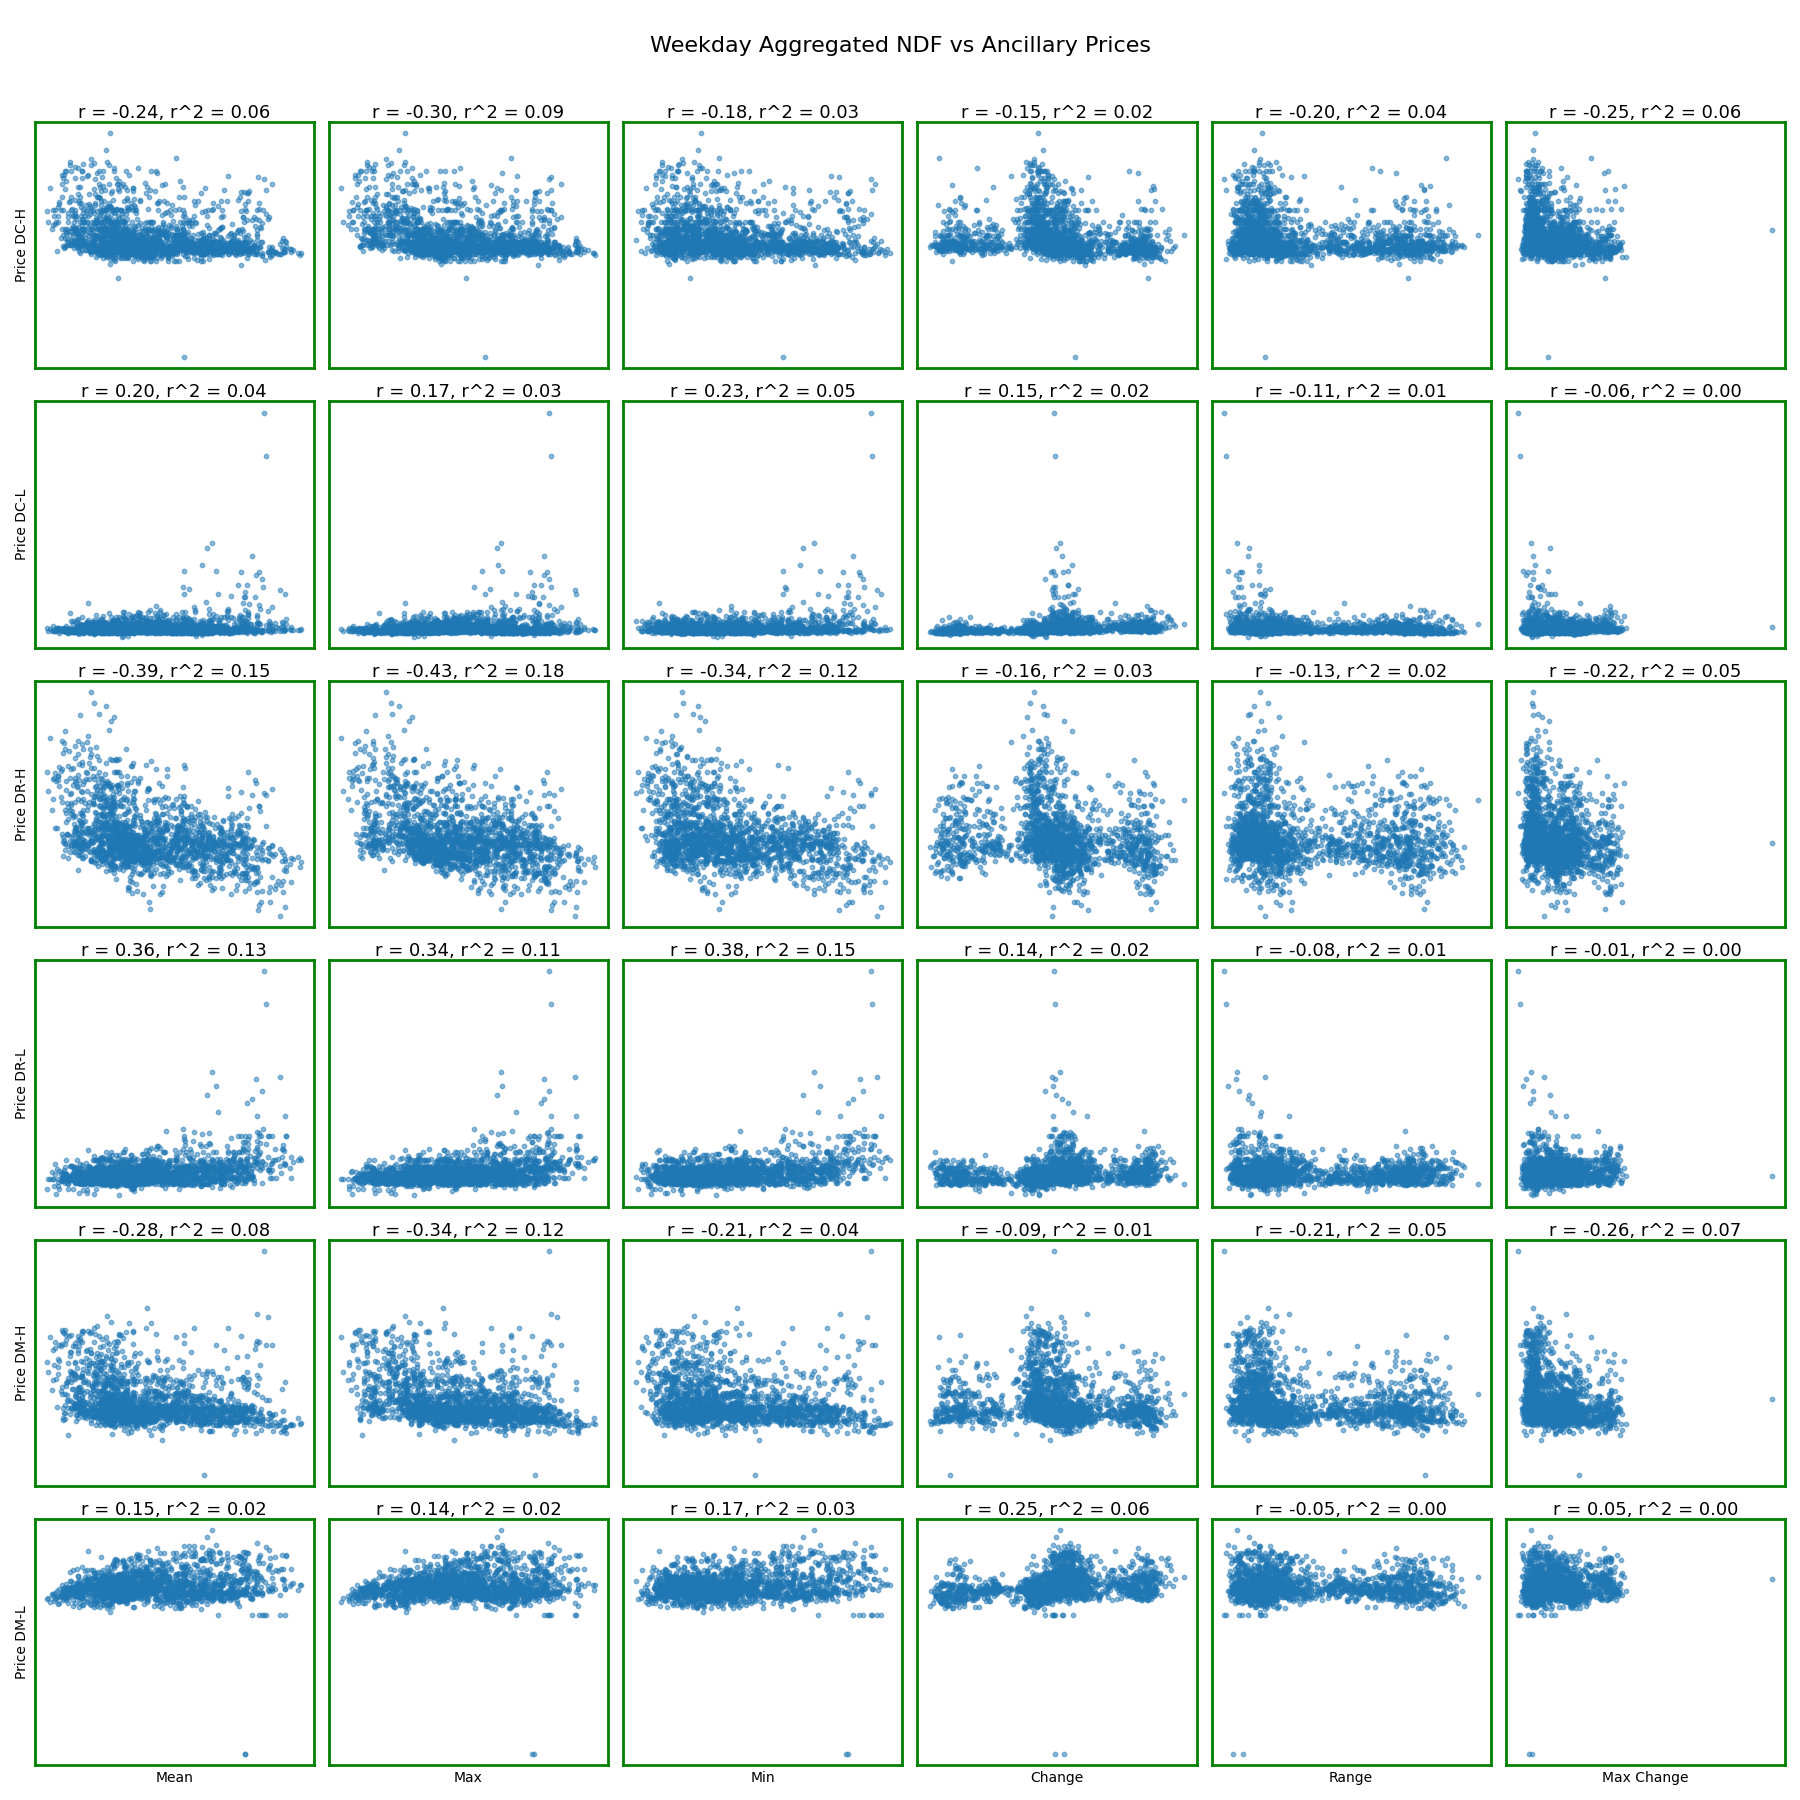 Weekday Aggregated NDF vs Ancillary Prices
r = -0.24, r^2 = 0.06
r = -0.30, r^2 = 0.09
r = -0.18, r^2 = 0.03
r = -0.15, r^2 = 0.02
r = -0.20, r^2 = 0.04
r = -0.25, r^2 = 0.06
Price DC-H
r = 0.20, r^2 = 0.04
r = 0.17, r^2 = 0.03
r = 0.23, r^2 = 0.05
r = 0.15, r^2 = 0.02
r = -0.11, r^2 = 0.01
r = -0.06, r^2 = 0.00
Price DC-L
r = -0.39, r^2 = 0.15
r = -0.43, r^2 = 0.18
r = -0.34, r^2 = 0.12
r = -0.16, r^2 = 0.03
r = -0.13, r^2 = 0.02
r = -0.22, r^2 = 0.05
Price DR-H
r = 0.36, r^2 = 0.13
r = 0.34, r^2 = 0.11
r = 0.38, r^2 = 0.15
r = 0.14, r^2 = 0.02
r = -0.08, r^2 = 0.01
r = -0.01, r^2 = 0.00
Price DR-L
r = -0.28, r^2 = 0.08
r = -0.34, r^2 = 0.12
r = -0.21, r^2 = 0.04
r = -0.09, r^2 = 0.01
r = -0.21, r^2 = 0.05
r = -0.26, r^2 = 0.07
Price DM-H
r = 0.15, r^2 = 0.02
r = 0.14, r^2 = 0.02
r = 0.17, r^2 = 0.03
r = 0.25, r^2 = 0.06
r = -0.05, r^2 = 0.00
r = 0.05, r^2 = 0.00
Price DM-L
Mean
Max
Min
Change
Range
Max Change